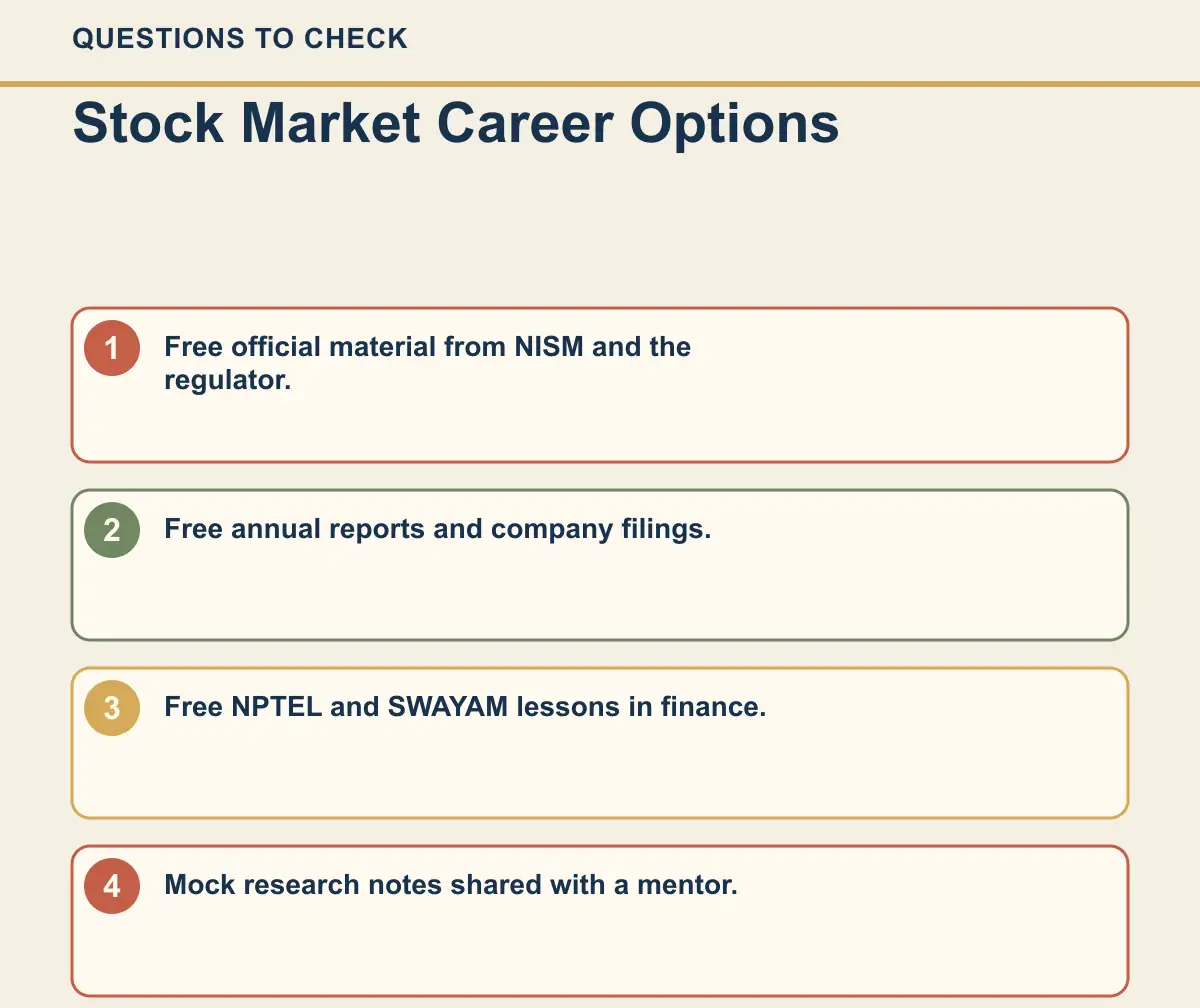 QUESTIONS TO CHECK
Stock Market Career Options
1
Free official material from NISM and the
regulator.
2
Free annual reports and company filings.
3
Free NPTEL and SWAYAM lessons in finance.
4
Mock research notes shared with a mentor.